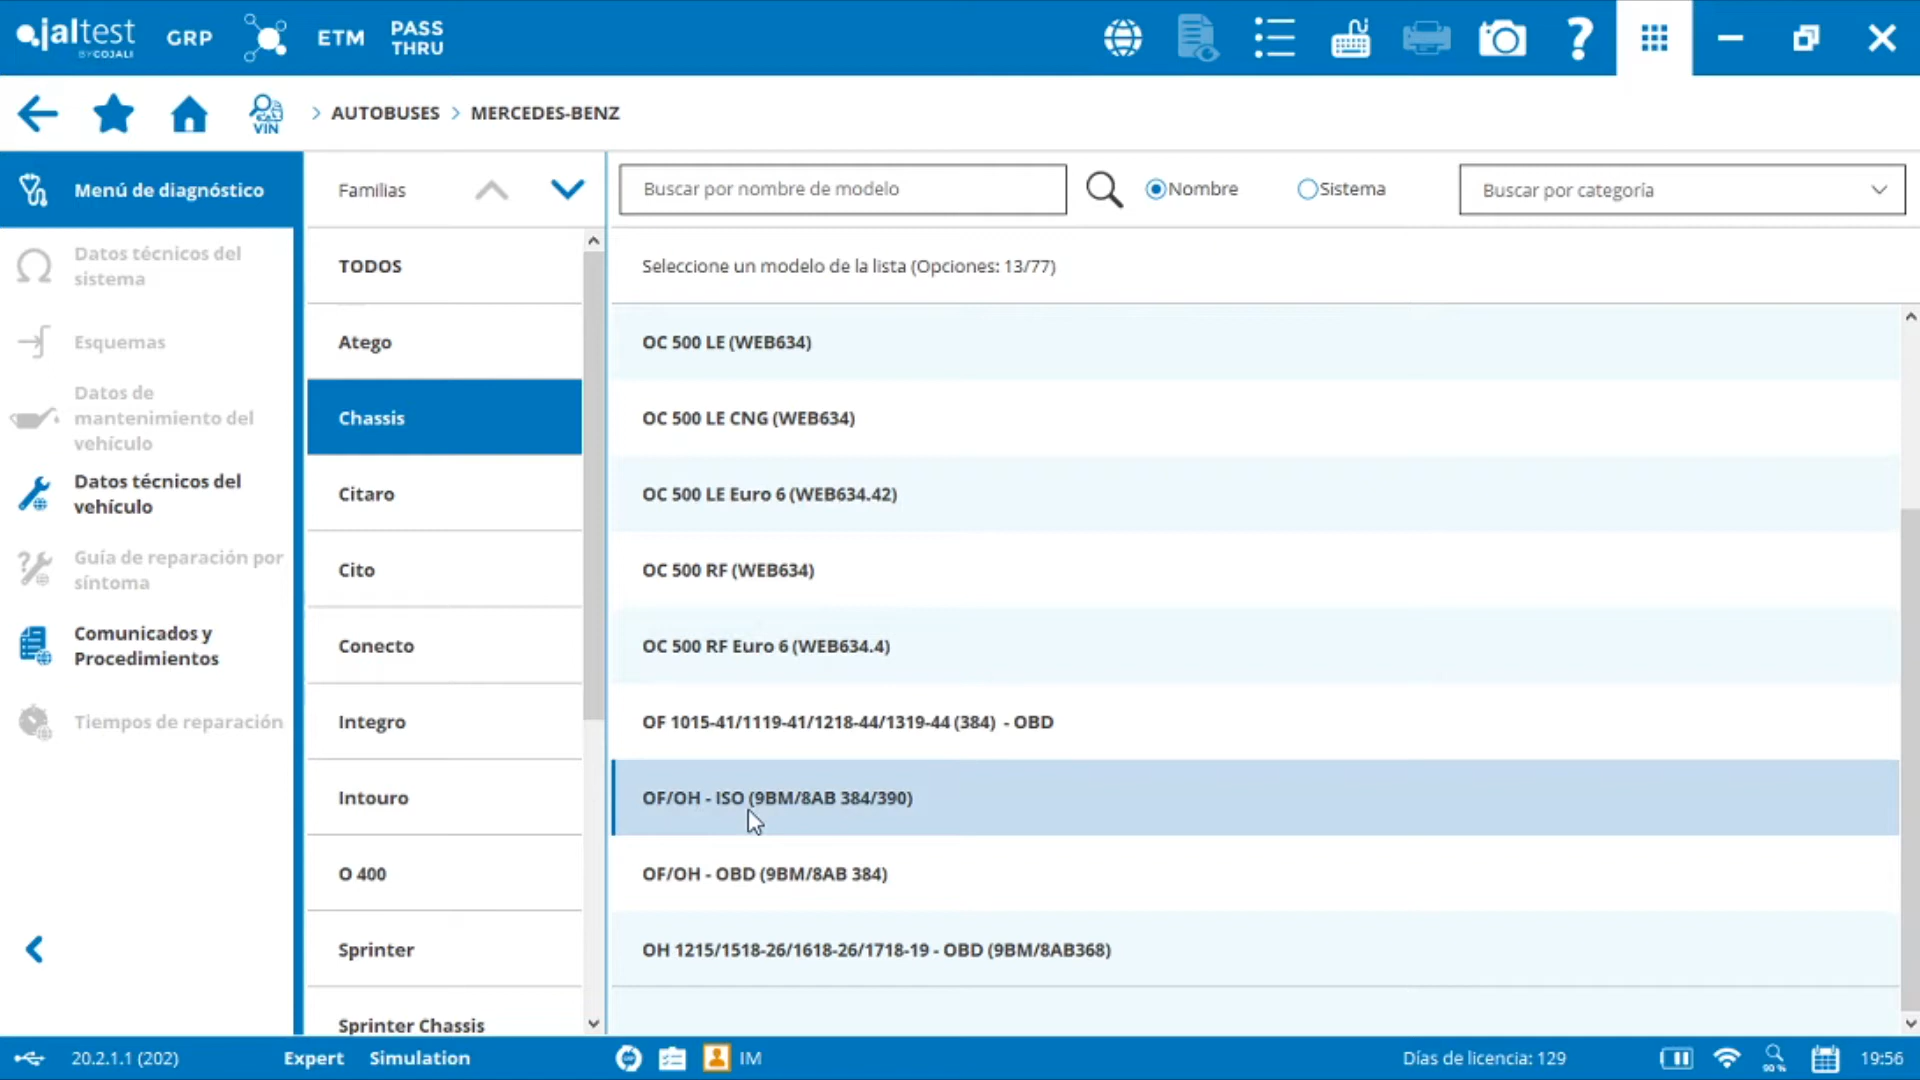 jaltest
BY COJALI
GRP
ETM
PASS
THRU
VIN
> AUTOBUSES > MERCEDES-BENZ
Menú de diagnóstico
Datos técnicos del
sistema
Esquemas
Datos de
mantenimiento del
vehículo
Datos técnicos del
vehículo
Guía de reparación por
síntoma
Comunicados y
Procedimientos
Tiempos de reparación
Familias
TODOS
Atego
Chassis
Citaro
Cito
Conecto
Integro
Intouro
O 400
Sprinter
Sprinter Chassis
Buscar por nombre de modelo
Nombre
Sistema
Buscar por categoría
Seleccione un modelo de la lista (Opciones: 13/77)
OC 500 LE (WEB634)
OC 500 LE CNG (WEB634)
OC 500 LE Euro 6 (WEB634.42)
OC 500 RF (WEB634)
OC 500 RF Euro 6 (WEB634.4)
OF 1015-41/1119-41/1218-44/1319-44 (384) - OBD
OF/OH - ISO (9BM/8AB 384/390)
OF/OH - OBD (9BM/8AB 384)
OH 1215/1518-26/1618-26/1718-19 - OBD (9BM/8AB368)
20.2.1.1 (202)
Expert
Simulation
IM
Días de licencia: 129
90 %
19:56